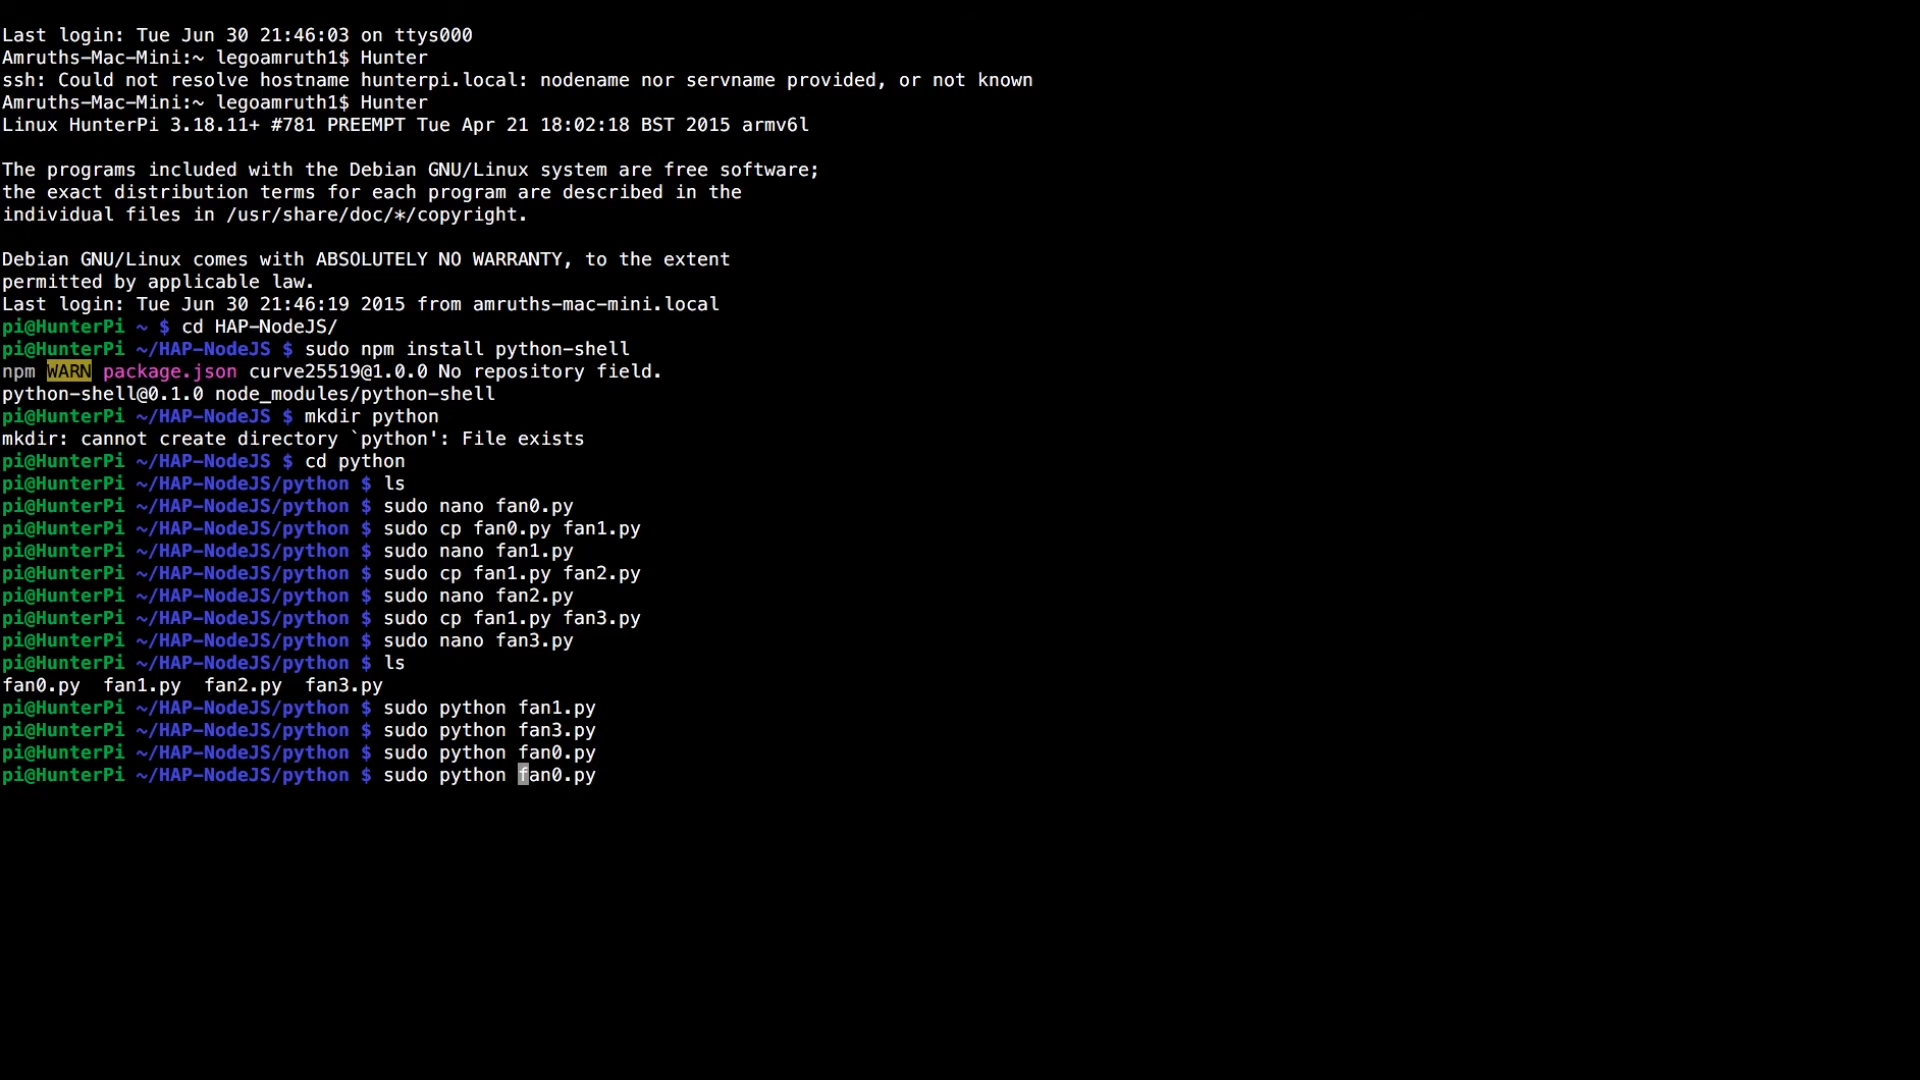 Last login: Tue Jun 30 21:46:03 on ttys000
Amruths-Mac-Mini:~ legoamruth1$ Hunter
ssh: Could not resolve hostname hunterpi.local: nodename nor servname provided, or not known
Amruths-Mac-Mini:~ legoamruth1$ Hunter
Linux HunterPi 3.18.11+ #781 PREEMPT Tue Apr 21 18:02:18 BST 2015 armv6l
The programs included with the Debian GNU/Linux system are free software;
the exact distribution terms for each program are described in the
individual files in /usr/share/doc/*/copyright.
Debian GNU/Linux comes with ABSOLUTELY NO WARRANTY, to the extent
permitted by applicable law.
Last login: Tue Jun 30 21:46:19 2015 from amruths-mac-mini.local
pi@HunterPi ~ $ cd HAP-NodeJS/
pi@HunterPi ~/HAP-NodeJS $ sudo npm install python-shell
npm WARN package.json curve25519@1.0.0 No repository field.
python-shell@0.1.0 node_modules/python-shell
pi@HunterPi ~/HAP-NodeJS $ mkdir python
mkdir: cannot create directory `python': File exists
pi@HunterPi ~/HAP-NodeJS $ cd python
pi@HunterPi ~/HAP-NodeJS/python $ ls
pi@HunterPi ~/HAP-NodeJS/python $ sudo nano fan0.py
pi@HunterPi ~/HAP-NodeJS/python $ sudo cp fan0.py fan1.py
pi@HunterPi ~/HAP-NodeJS/python $ sudo nano fan1.py
pi@HunterPi ~/HAP-NodeJS/python $ sudo cp fan1.py fan2.py
pi@HunterPi ~/HAP-NodeJS/python $ sudo nano fan2.py
pi@HunterPi ~/HAP-NodeJS/python $ sudo cp fan1.py fan3.py
pi@HunterPi ~/HAP-NodeJS/python $ sudo nano fan3.py
pi@HunterPi ~/HAP-NodeJS/python $ ls
fan0.py  fan1.py  fan2.py  fan3.py
pi@HunterPi ~/HAP-NodeJS/python $ sudo python fan1.py
pi@HunterPi ~/HAP-NodeJS/python $ sudo python fan3.py
pi@HunterPi ~/HAP-NodeJS/python $ sudo python fan0.py
pi@HunterPi ~/HAP-NodeJS/python $ sudo python fan0.py